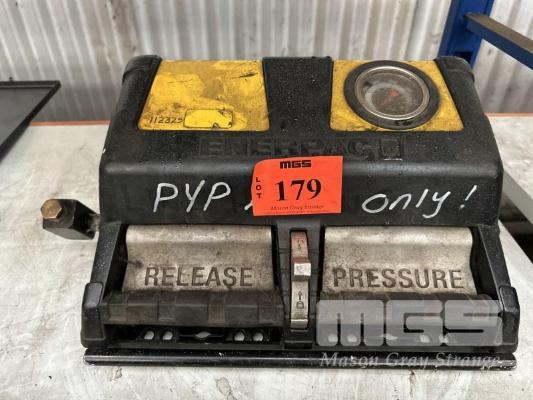 112325
ENERPAC
MGS
LOT
179
Mason Gray Strange
PYP only!
RELEASE
PRESSURE
MGS
Mason Gray Strange